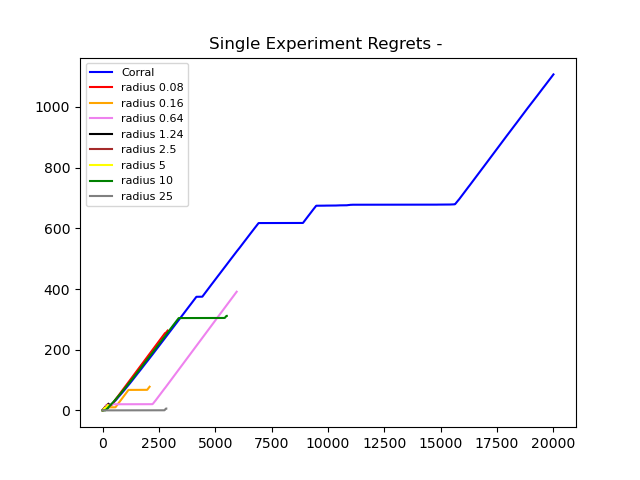 Single Experiment Regrets -
Corral
radius 0.08
radius 0.16
radius 0.64
radius 1.24
radius 2.5
radius 5
radius 10
radius 25
1000
800
600
400
200
0
0 2500 5000 7500 10000 12500 15000 17500 20000